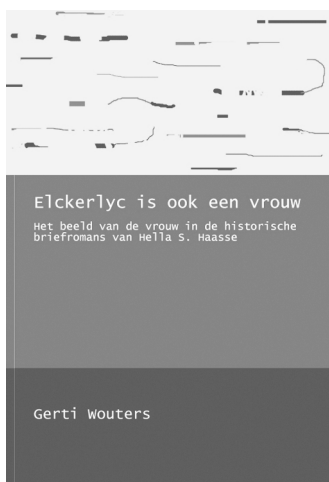 Elckerlyc is ook een vrouw
Het beeld van de vrouw in de historische
briefromans van Hella S. Haasse
Gerti Wouters